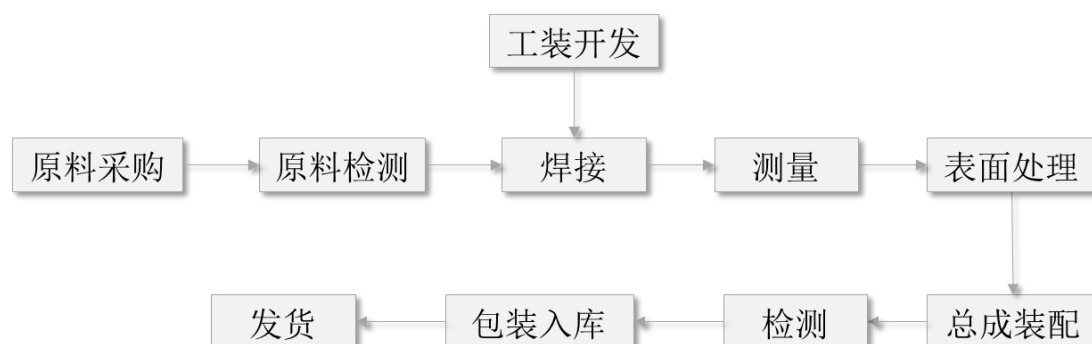 工装开发
原料采购
原料检测
焊接
测量
表面处理
发货
包装入库
检测
总成装配